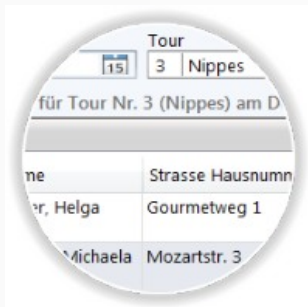 Tour
15 3 Nippes
für Tour Nr. 3 (Nippes) am D
me Strasse Hausnumm
er, Helga Gourmetweg 1
Michaela Mozartstr. 3